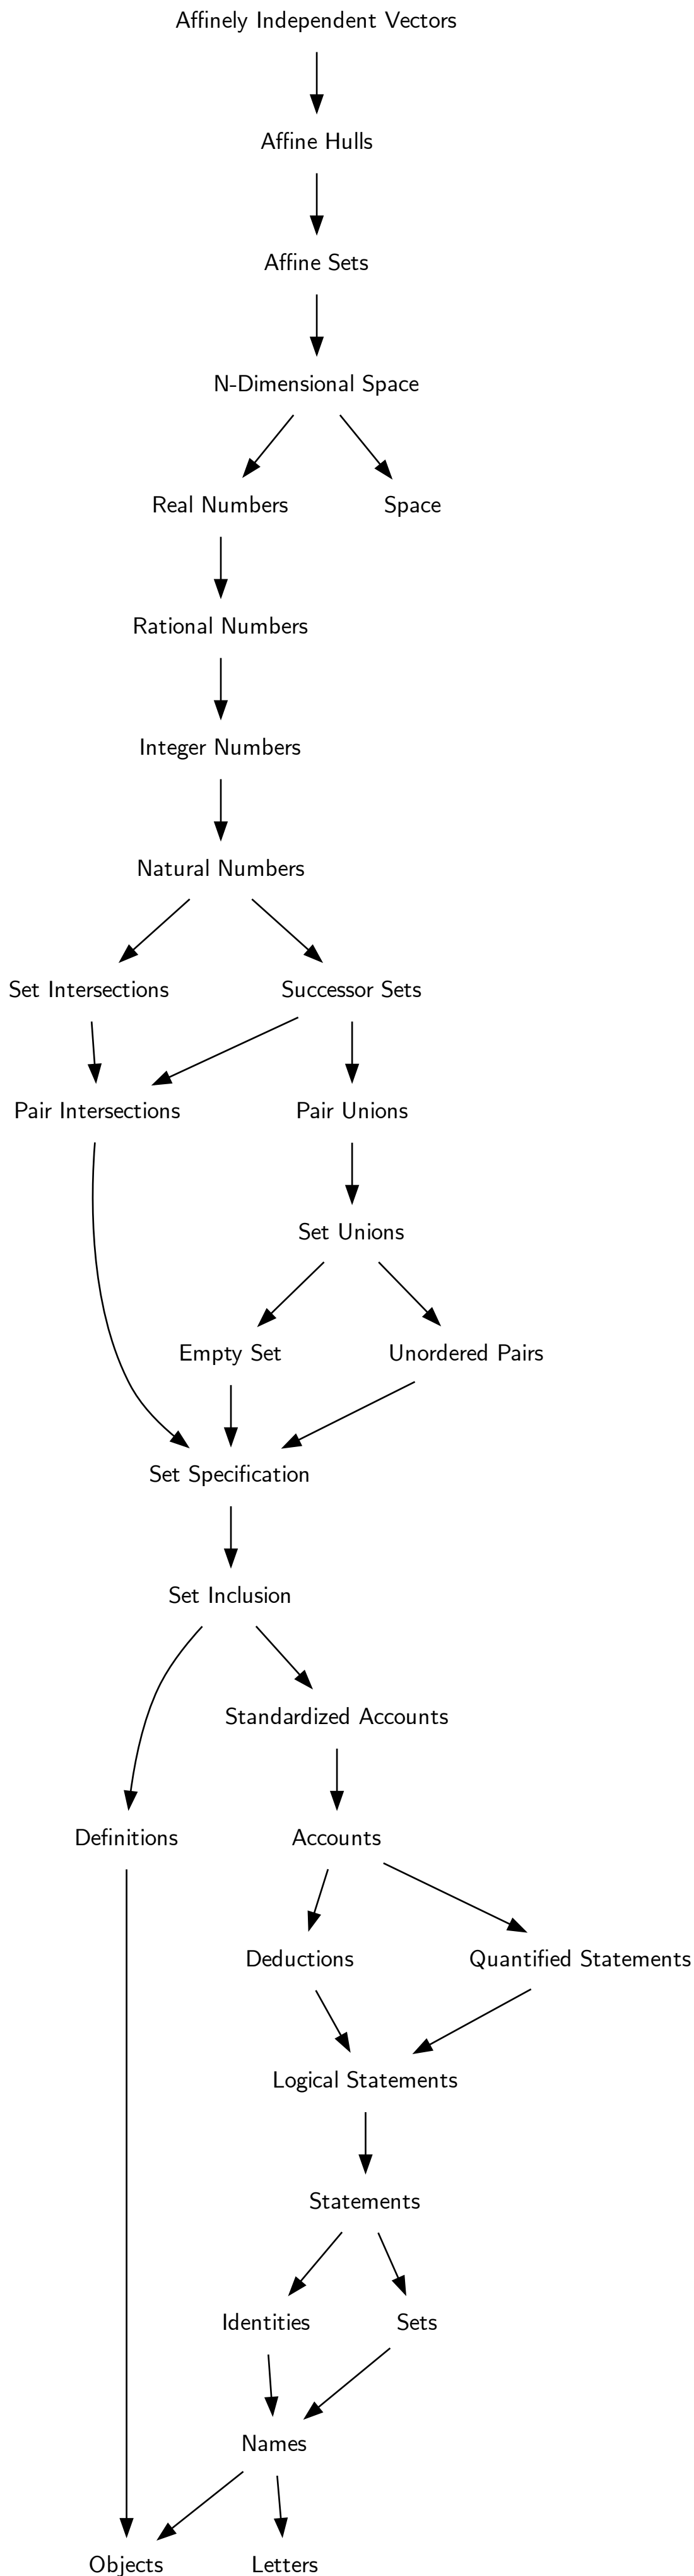 Affinely Independent Vectors
Affine Hulls
Affine Sets
N-Dimensional Space
Real Numbers
Space
Rational Numbers
Integer Numbers
Natural Numbers
Set Intersections
Successor Sets
Pair Intersections
Pair Unions
Set Unions
Empty Set
Unordered Pairs
Set Specification
Set Inclusion
Standardized Accounts
Definitions
Accounts
Deductions
Quantified Statements
Logical Statements
Statements
Identities
Sets
Names
Objects
Letters